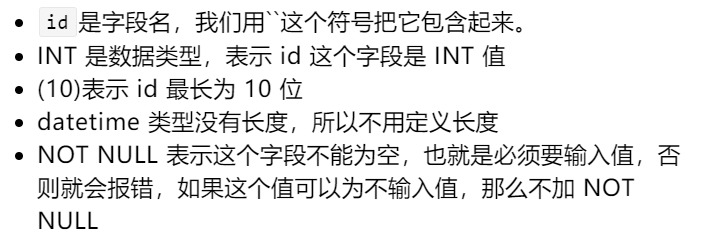 • id 是字段名，我们用``这个符号把它包含起来。
• INT 是数据类型，表示 id 这个字段是 INT 值
• (10)表示 id 最长为 10 位
• datetime 类型没有长度，所以不用定义长度
• NOT NULL 表示这个字段不能为空，也就是必须要输入值，否
则就会报错，如果这个值可以为不输入值，那么不加 NOT
NULL